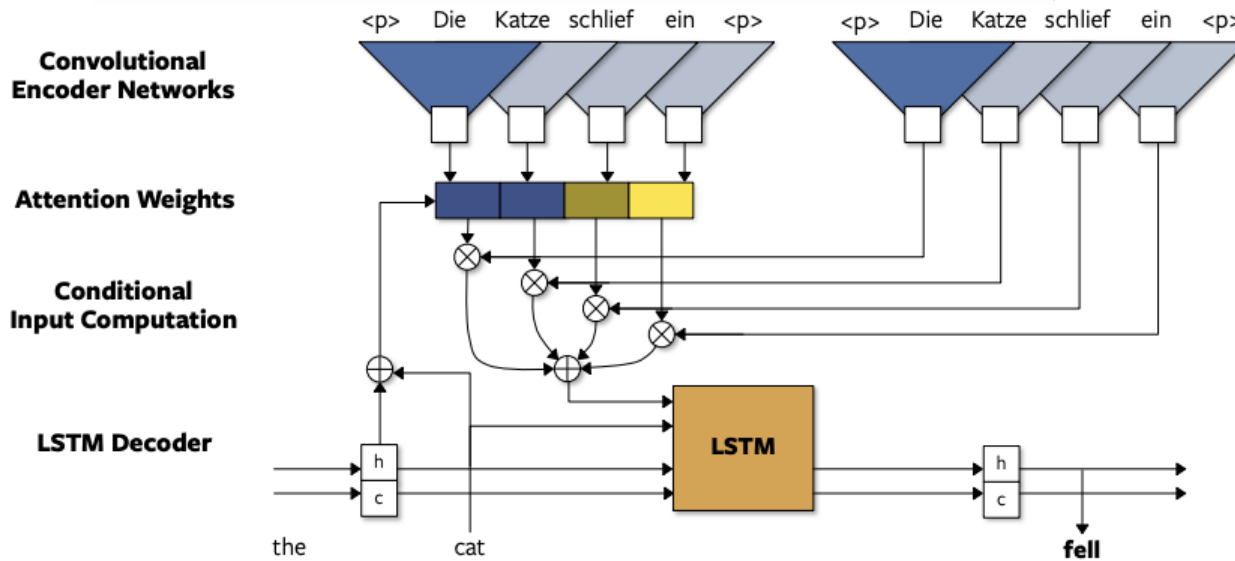 <p> Die Katze schlief ein <p>
<p> Die Katze schlief ein <p>
Convolutional
Encoder Networks
Attention Weights
Conditional
Input Computation
LSTM Decoder
h
c
LSTM
h
c
the
cat
fell